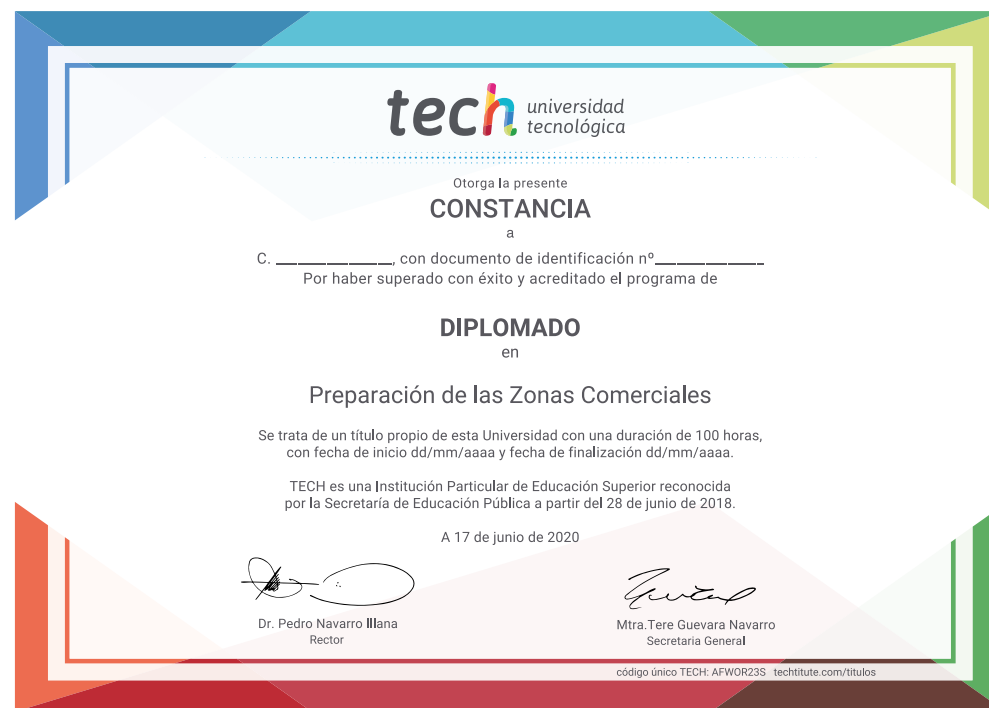 tech universidad
tecnológica
Otorga la presente
CONSTANCIA
a
C. ______________, con documento de identificación nº_____________
Por haber superado con éxito y acreditado el programa de
DIPLOMADO
en
Preparación de las Zonas Comerciales
Se trata de un título propio de esta Universidad con una duración de 100 horas,
con fecha de inicio dd/mm/aaaa y fecha de finalización dd/mm/aaaa.
TECH es una Institución Particular de Educación Superior reconocida
por la Secretaría de Educación Pública a partir del 28 de junio de 2018.
A 17 de junio de 2020
Dr. Pedro Navarro Illana
Rector
Mtra.Tere Guevara Navarro
Secretaria General
código único TECH: AFWOR23S techtitute.com/titulos